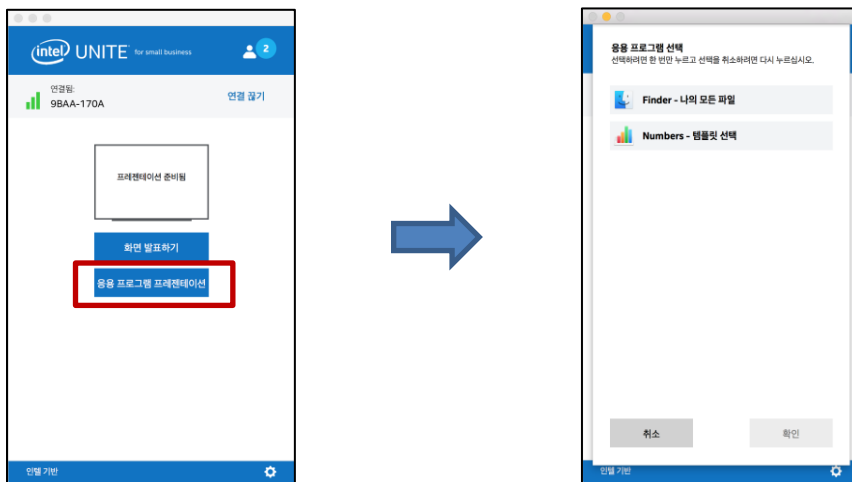 intel UNITE for small business
2
연결됨:
9BAA-170A
연결 끊기
프레젠테이션 준비됨
화면 발표하기
응용 프로그램 프레젠테이션
인텔 기반
응용 프로그램 선택
선택하려면 한 번만 누르고 선택을 취소하려면 다시 누르십시오.
Finder - 나의 모든 파일
Numbers - 템플릿 선택
취소
확인
인텔 기반